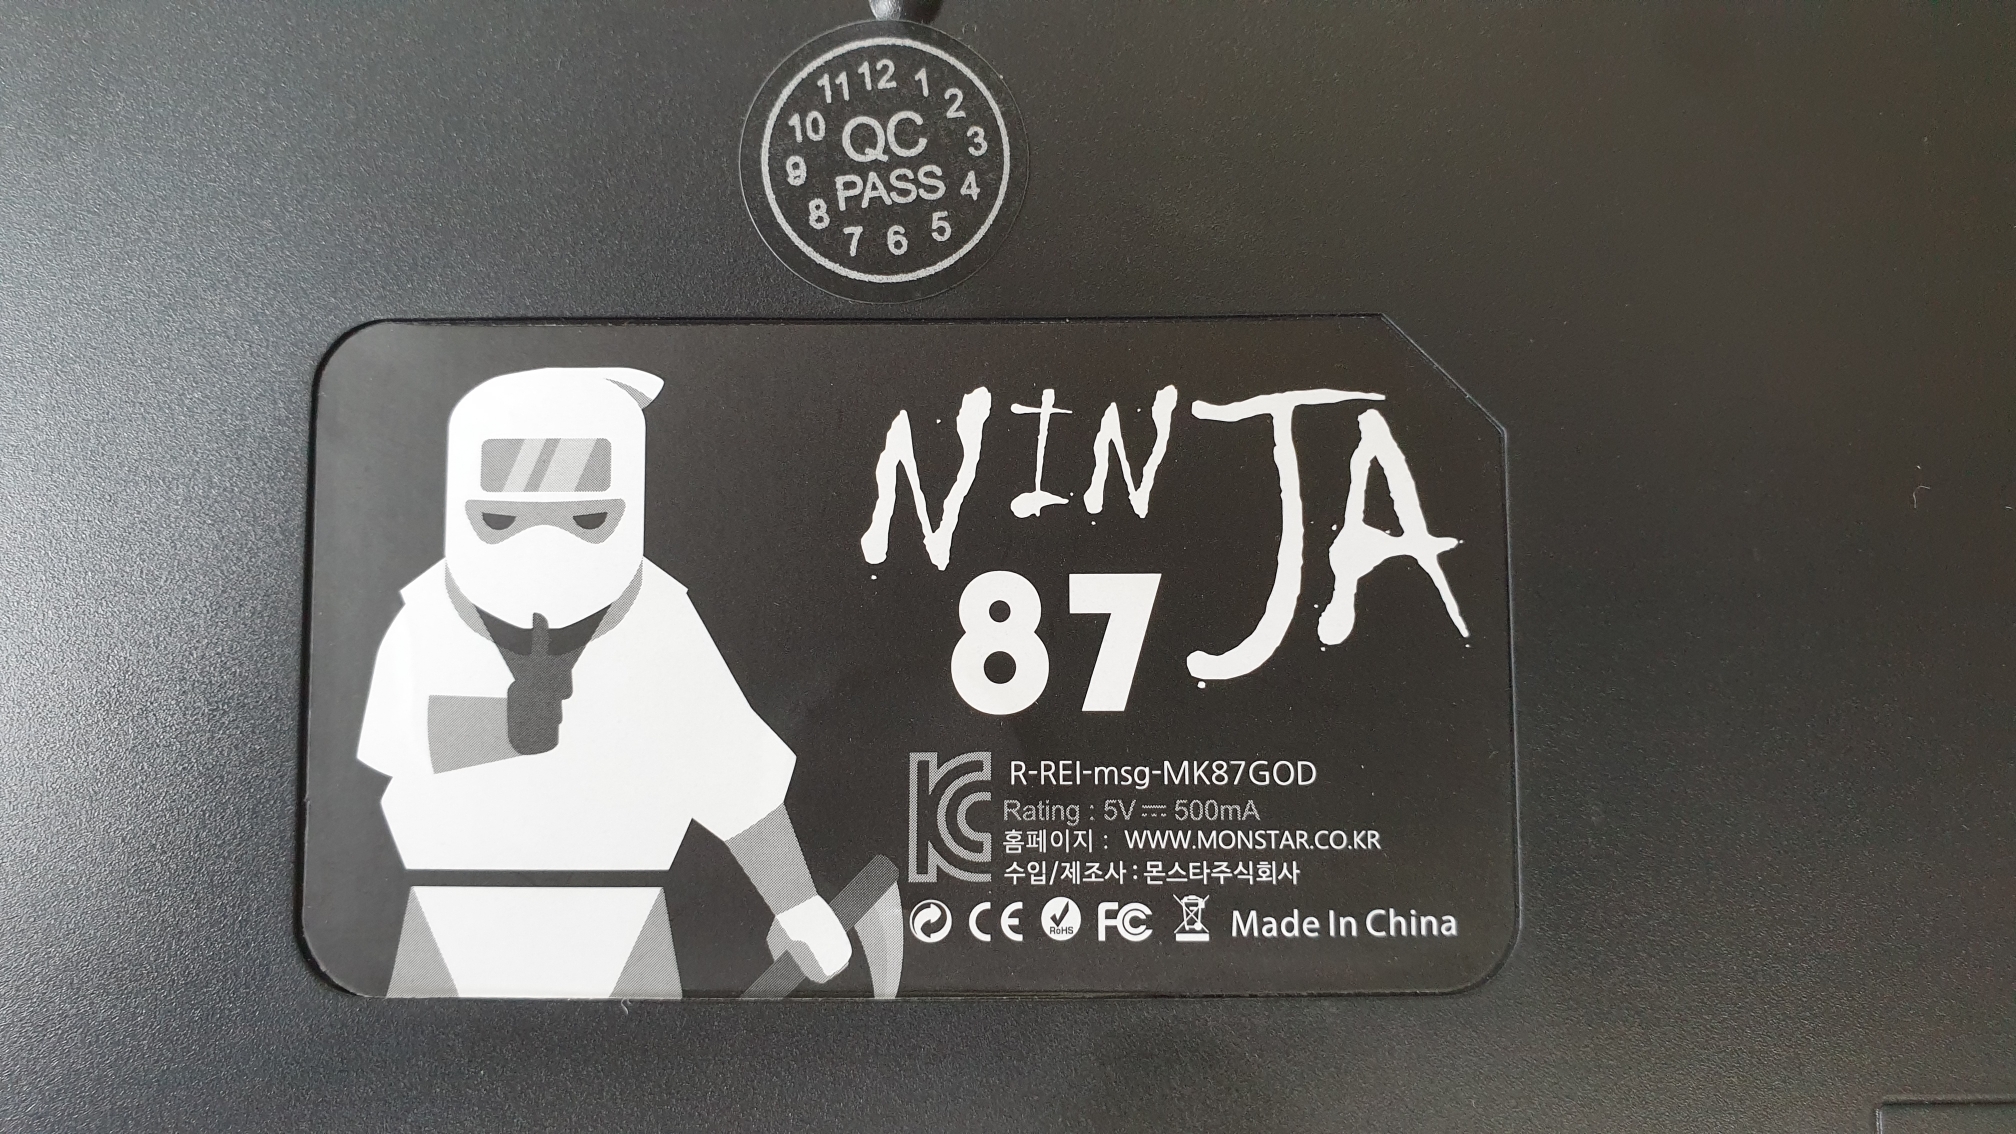 11 12 1
10 QC 2
9 PASS 3
8 7 6 5 4
NINJA
87
KC R-REI-msg-MK87GOD
Rating : 5V ⎓ 500mA
홈페이지 : WWW.MONSTAR.CO.KR
수입/제조사 : 몬스타주식회사
CE RoHS FC Made In China